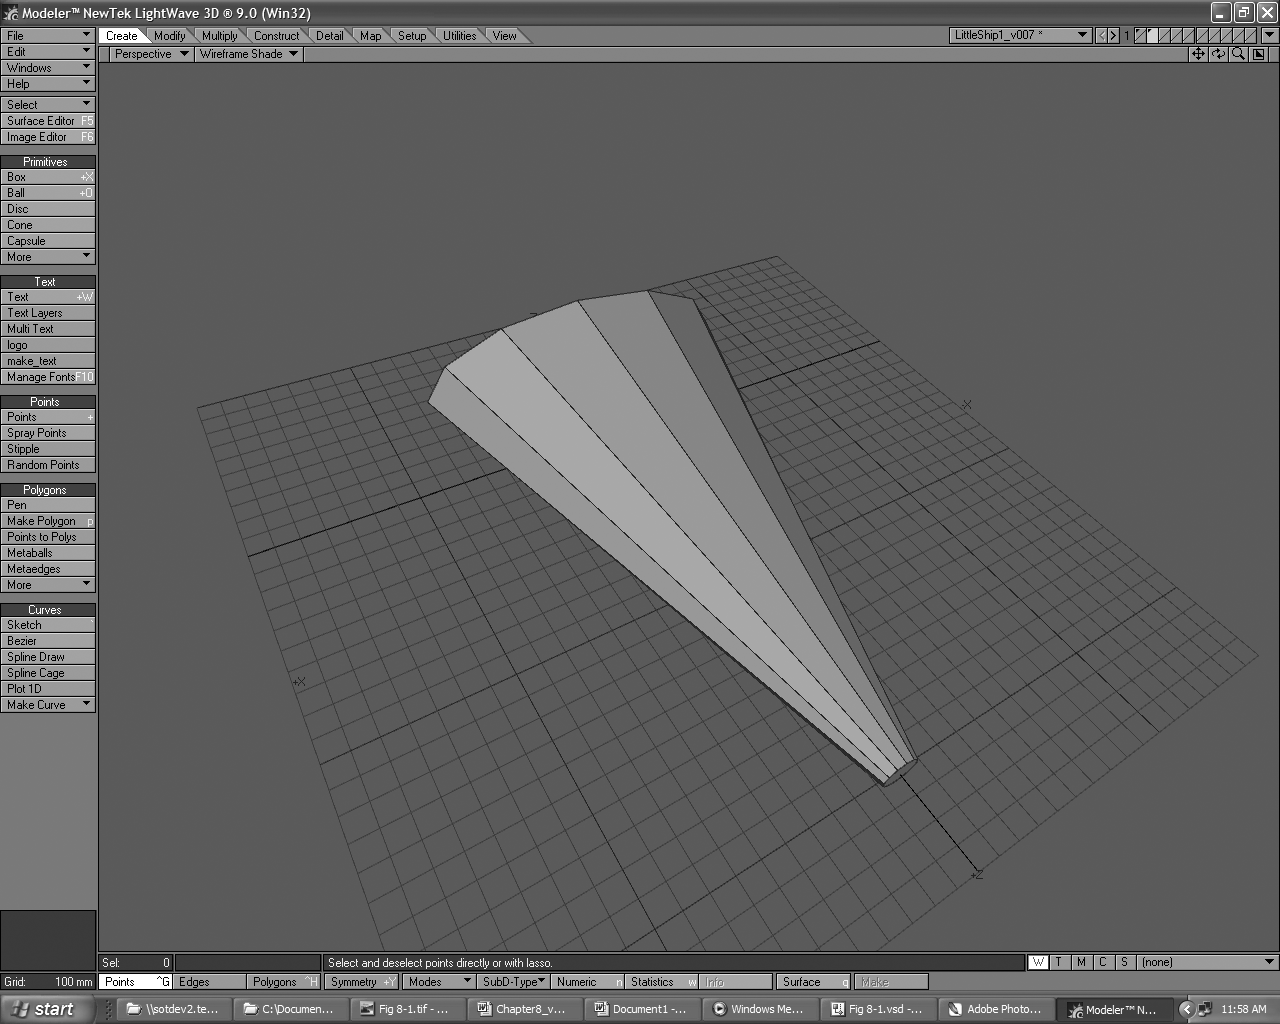 Modeler™ NewTek LightWave 3D ® 9.0 (Win32)
File
Edit
Windows
Help
Create Modify Multiply Construct Detail Map Setup Utilities View
LittleShip1_v007 * 1
Perspective Wireframe Shade
Select
Surface Editor F5
Image Editor F6
Primitives
Box +X
Ball +O
Disc
Cone
Capsule
More
Text
Text +W
Text Layers
Multi Text
logo
make_text
Manage Fonts F10
Points
Points +
Spray Points
Stipple
Random Points
Polygons
Pen
Make Polygon p
Points to Polys
Metaballs
Metaedges
More
Curves
Sketch `
Bezier
Spline Draw
Spline Cage
Plot 1D
Make Curve
-X
+X
+Z
Sel: 0
Select and deselect points directly or with lasso.
W T M C S (none)
Grid: 100 mm
Points ^G Edges Polygons ^H Symmetry +Y Modes SubD-Type Numeric n Statistics w Info Surface q Make
start \\sotdev2.te... C:\Documen... Fig 8-1.tif - ... Chapter8_v... Document1 -... Windows Me... Fig 8-1.vsd -... Adobe Photo... Modeler™ N... 11:58 AM